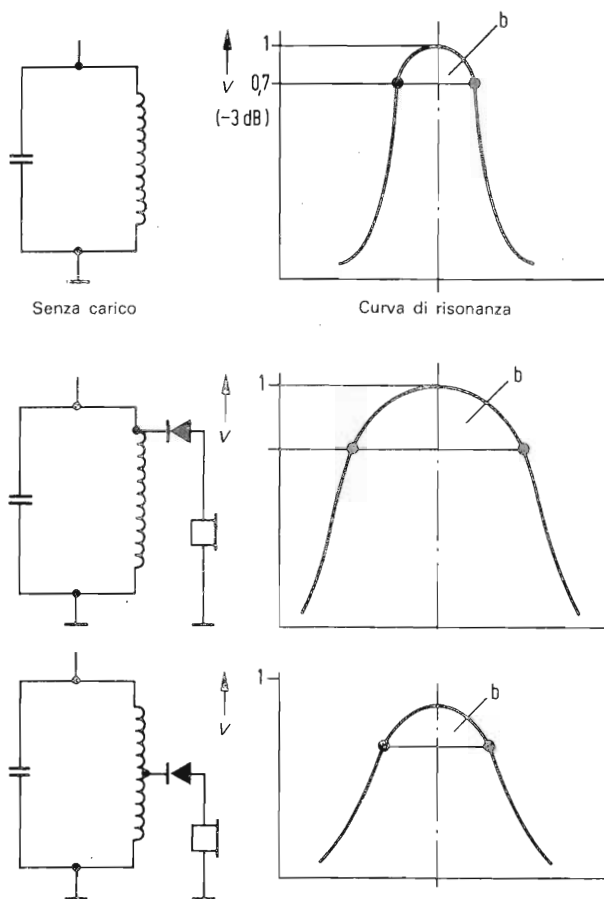 1
b
V
0,7
(−3 dB)
Senza carico
Curva di risonanza
1
b
V
1
b
V